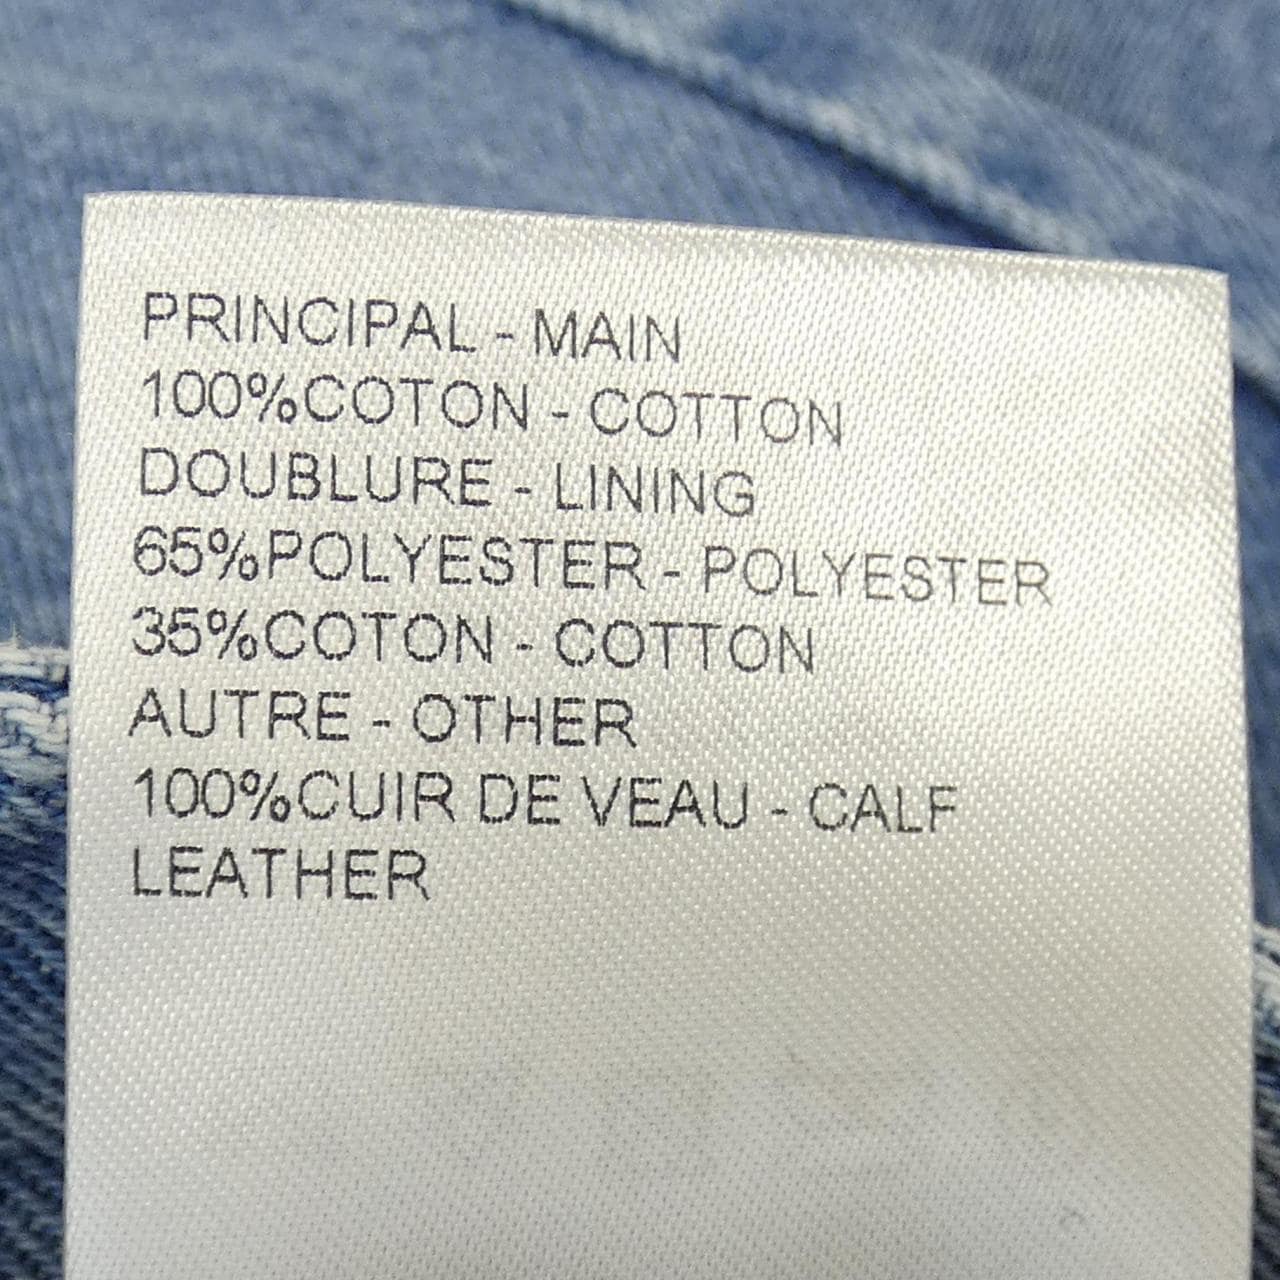 PRINCIPAL - MAIN
100%COTON - COTTON
DOUBLURE - LINING
65%POLYESTER - POLYESTER
35%COTON - COTTON
AUTRE - OTHER
100%CUIR DE VEAU - CALF
LEATHER